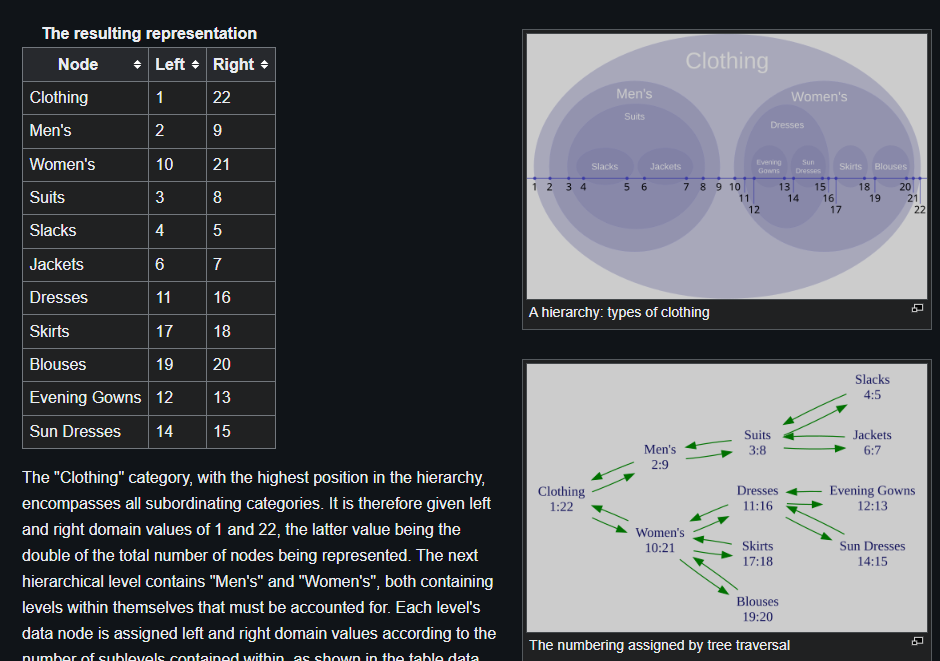 The resulting representation
Node Left Right
Clothing 1 22
Men's 2 9
Women's 10 21
Suits 3 8
Slacks 4 5
Jackets 6 7
Dresses 11 16
Skirts 17 18
Blouses 19 20
Evening Gowns 12 13
Sun Dresses 14 15
The "Clothing" category, with the highest position in the hierarchy,
encompasses all subordinating categories. It is therefore given left
and right domain values of 1 and 22, the latter value being the
double of the total number of nodes being represented. The next
hierarchical level contains "Men's" and "Women's", both containing
levels within themselves that must be accounted for. Each level's
data node is assigned left and right domain values according to the
number of sublevels contained within, as shown in the table data.
Clothing
Men's
Women's
Suits
Dresses
Slacks
Jackets
Evening
Gowns
Sun
Dresses
Skirts
Blouses
1 2 3 4 5 6 7 8 9 10 13 15 18 20
11 14 16 19 21
12 17 22
A hierarchy: types of clothing
Slacks
4:5
Men's
2:9
Suits
3:8
Jackets
6:7
Clothing
1:22
Dresses
11:16
Evening Gowns
12:13
Women's
10:21
Skirts
17:18
Sun Dresses
14:15
Blouses
19:20
The numbering assigned by tree traversal